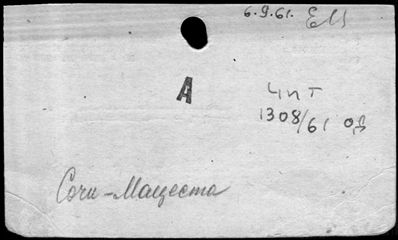 6.9.61.
А
Чит
1308/61
Сочи-Мацеста